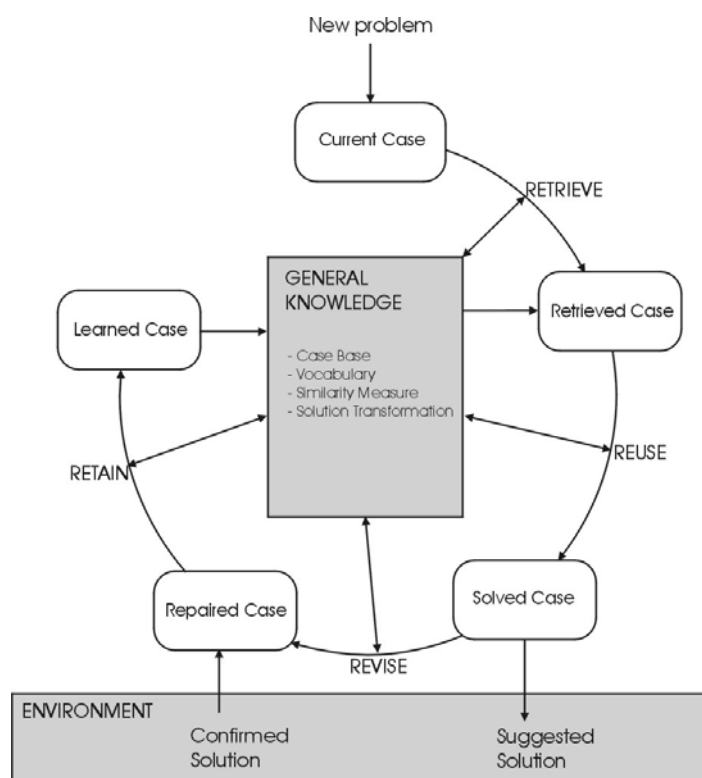 New problem
Current Case
RETRIEVE
GENERAL
KNOWLEDGE
- Case Base
- Vocabulary
- Similarity Measure
- Solution Transformation
Learned Case
Retrieved Case
RETAIN
REUSE
Repaired Case
Solved Case
REVISE
ENVIRONMENT
Confirmed
Solution
Suggested
Solution